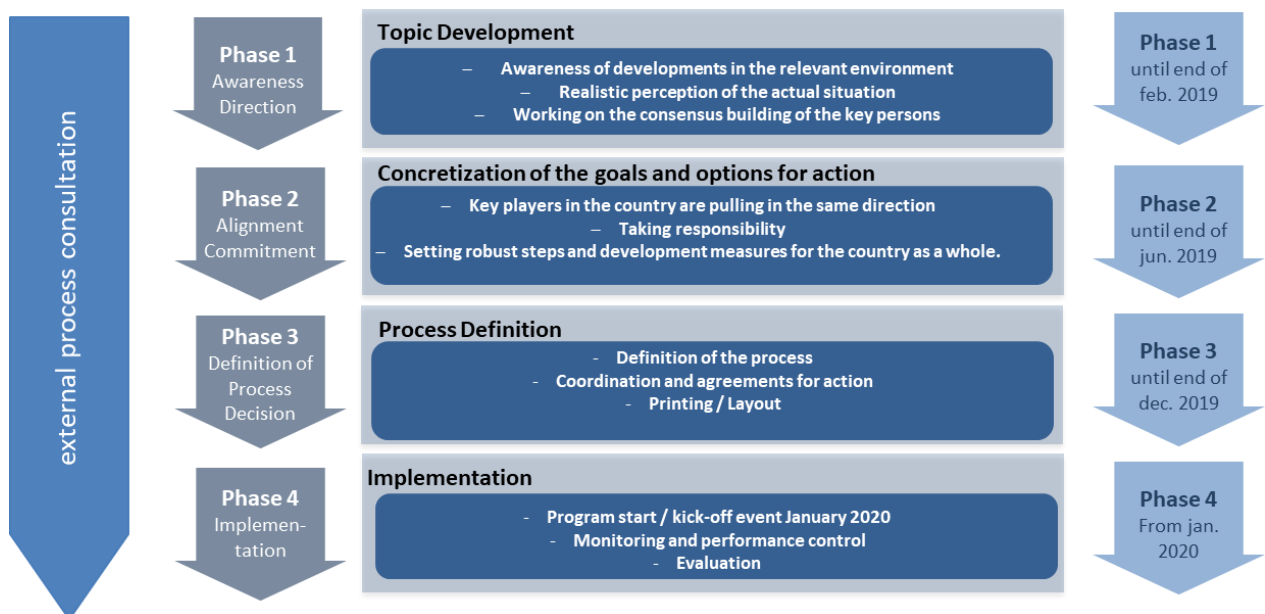 external process consultation
Phase 1
Awareness
Direction
Topic Development
– Awareness of developments in the relevant environment
– Realistic perception of the actual situation
– Working on the consensus building of the key persons
Phase 1
until end of
feb. 2019
Phase 2
Alignment
Commitment
Concretization of the goals and options for action
– Key players in the country are pulling in the same direction
– Taking responsibility
– Setting robust steps and development measures for the country as a whole.
Phase 2
until end of
jun. 2019
Phase 3
Definition of
Process
Decision
Process Definition
- Definition of the process
- Coordination and agreements for action
- Printing / Layout
Phase 3
until end of
dec. 2019
Phase 4
Implemen-
tation
Implementation
- Program start / kick-off event January 2020
- Monitoring and performance control
- Evaluation
Phase 4
From jan.
2020